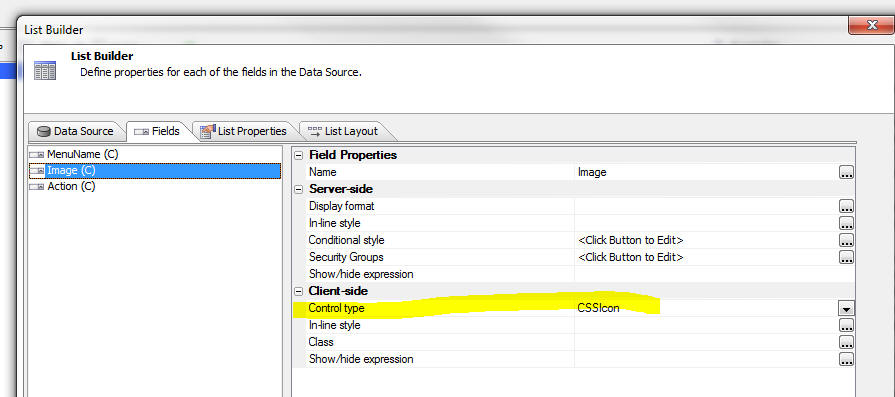 List Builder
List Builder
Define properties for each of the fields in the Data Source.
Data Source Fields List Properties List Layout
MenuName (C)
Image (C)
Action (C)
Field Properties
Name Image ...
Server-side
Display format ...
In-line style ...
Conditional style <Click Button to Edit> ...
Security Groups <Click Button to Edit> ...
Show/hide expression
Client-side
Control type CSSIcon
In-line style ...
Class ...
Show/hide expression ...